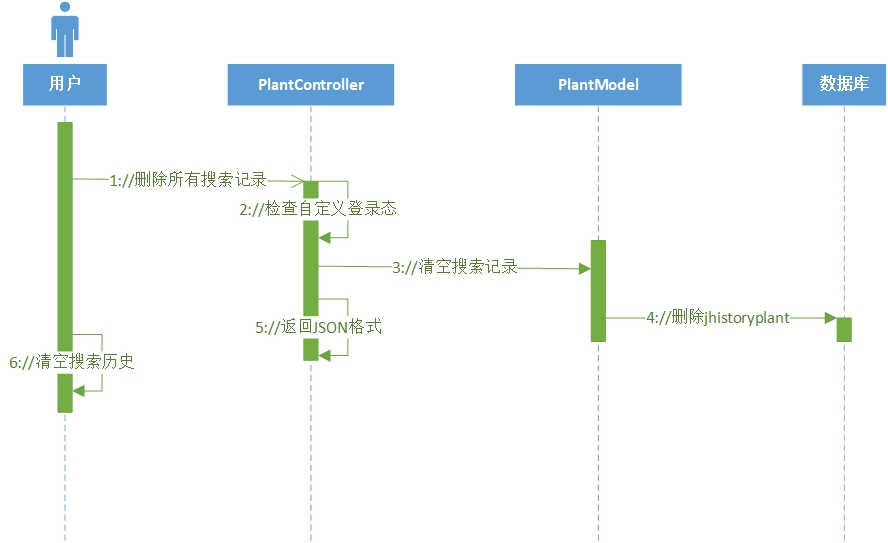 用户
PlantController
PlantModel
数据库
1://删除所有搜索记录
2://检查自定义登录态
3://清空搜索记录
4://删除jhistoryplant
5://返回JSON格式
6://清空搜索历史